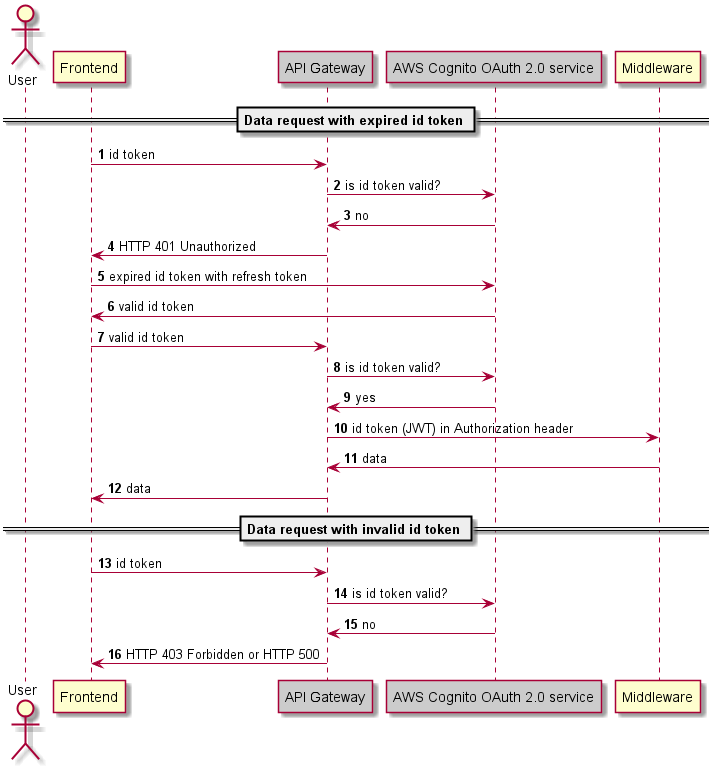 User
Frontend
API Gateway
AWS Cognito OAuth 2.0 service
Middleware
Data request with expired id token
1 id token
2 is id token valid?
3 no
4 HTTP 401 Unauthorized
5 expired id token with refresh token
6 valid id token
7 valid id token
8 is id token valid?
9 yes
10 id token (JWT) in Authorization header
11 data
12 data
Data request with invalid id token
13 id token
14 is id token valid?
15 no
16 HTTP 403 Forbidden or HTTP 500
User
Frontend
API Gateway
AWS Cognito OAuth 2.0 service
Middleware